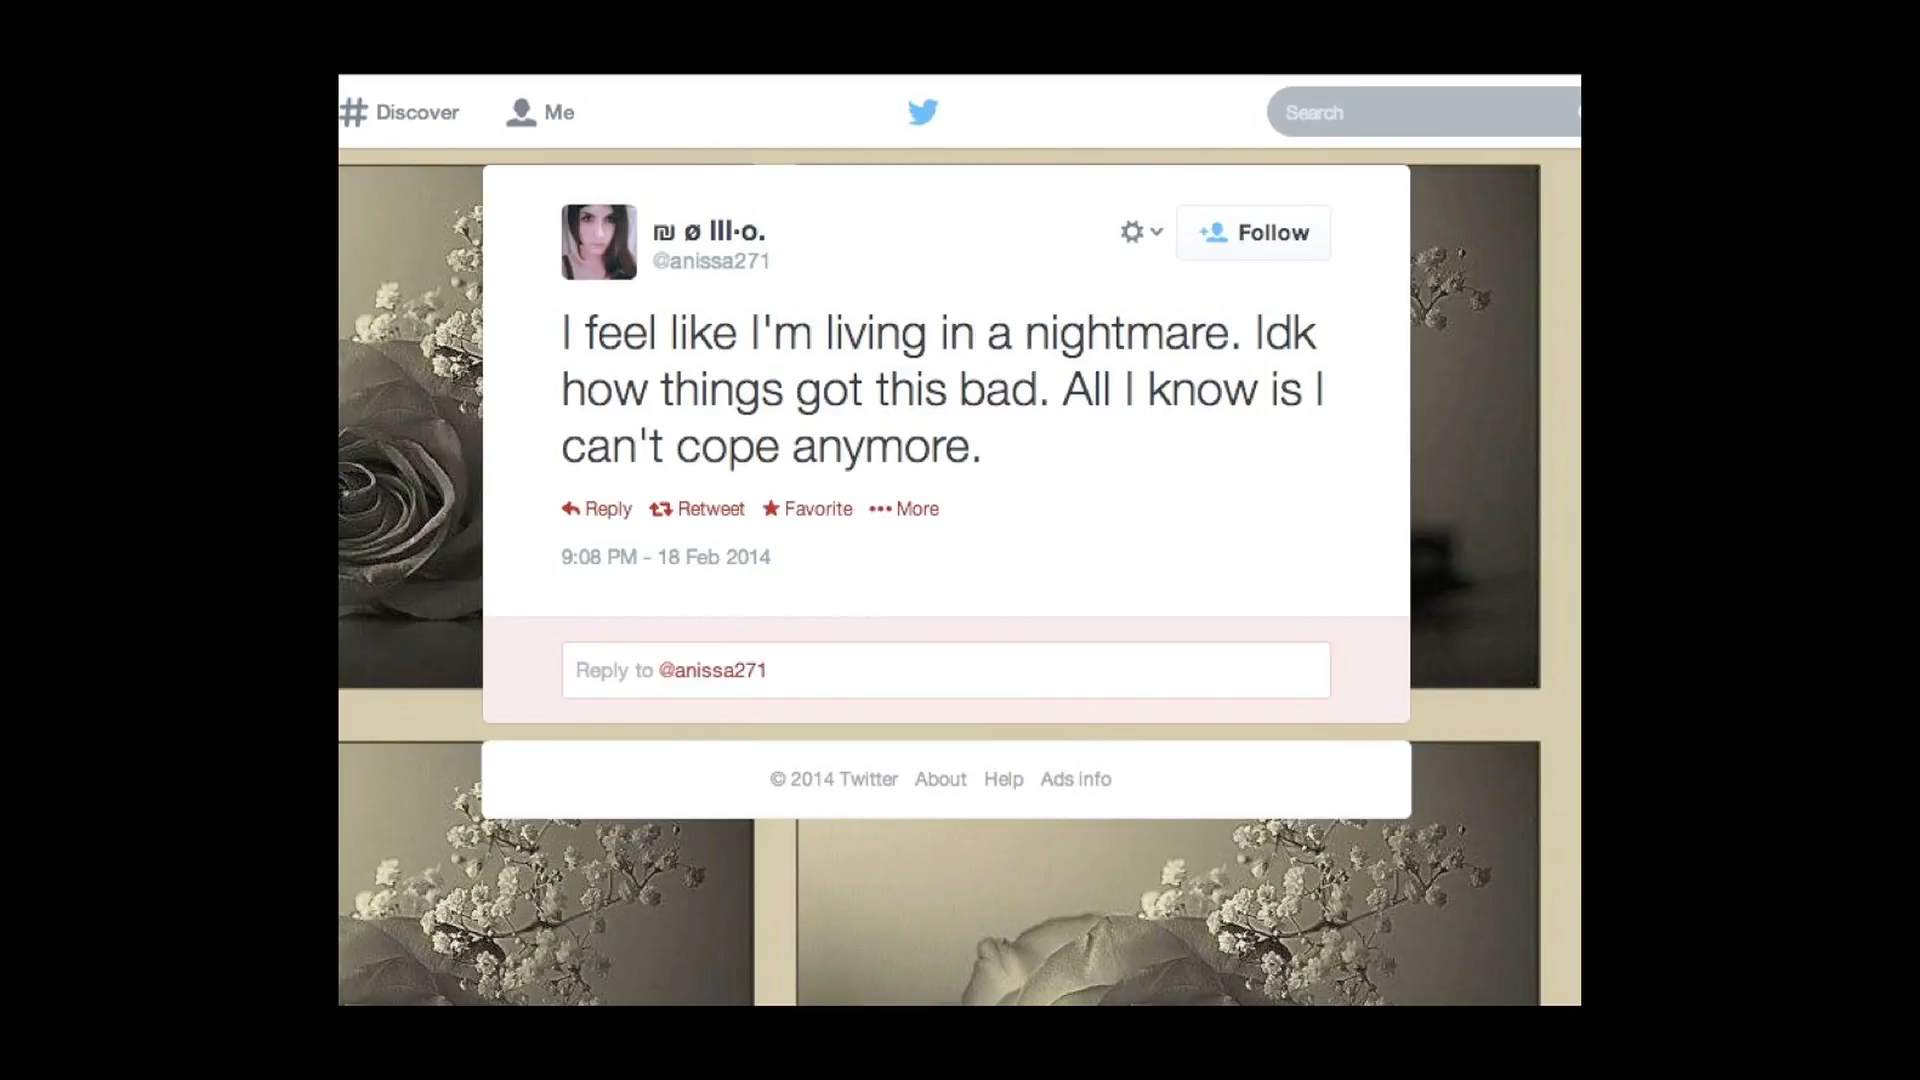 # Discover
Me
Search
₪ ø lll·o.
@anissa271
Follow
I feel like I'm living in a nightmare. Idk
how things got this bad. All I know is I
can't cope anymore.
Reply Retweet Favorite More
9:08 PM - 18 Feb 2014
Reply to @anissa271
© 2014 Twitter About Help Ads info